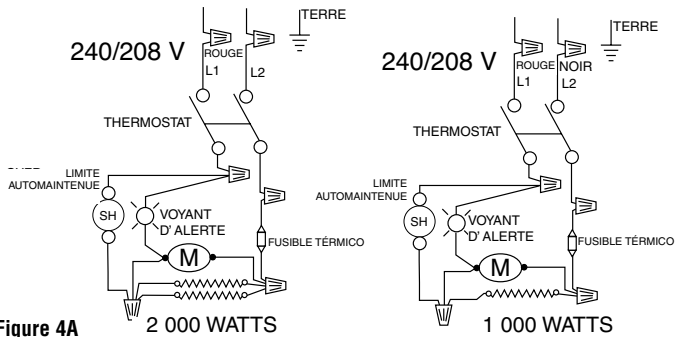 TERRE
240/208 V
ROUGE
L1
L2
THERMOSTAT
LIMITE
AUTOMAINTENUE
SH
VOYANT
D' ALERTE
FUSIBLE TÉRMICO
M
Figure 4A
2 000 WATTS
TERRE
240/208 V
ROUGE
NOIR
L1
L2
THERMOSTAT
LIMITE
AUTOMAINTENUE
SH
VOYANT
D' ALERTE
FUSIBLE TÉRMICO
M
1 000 WATTS